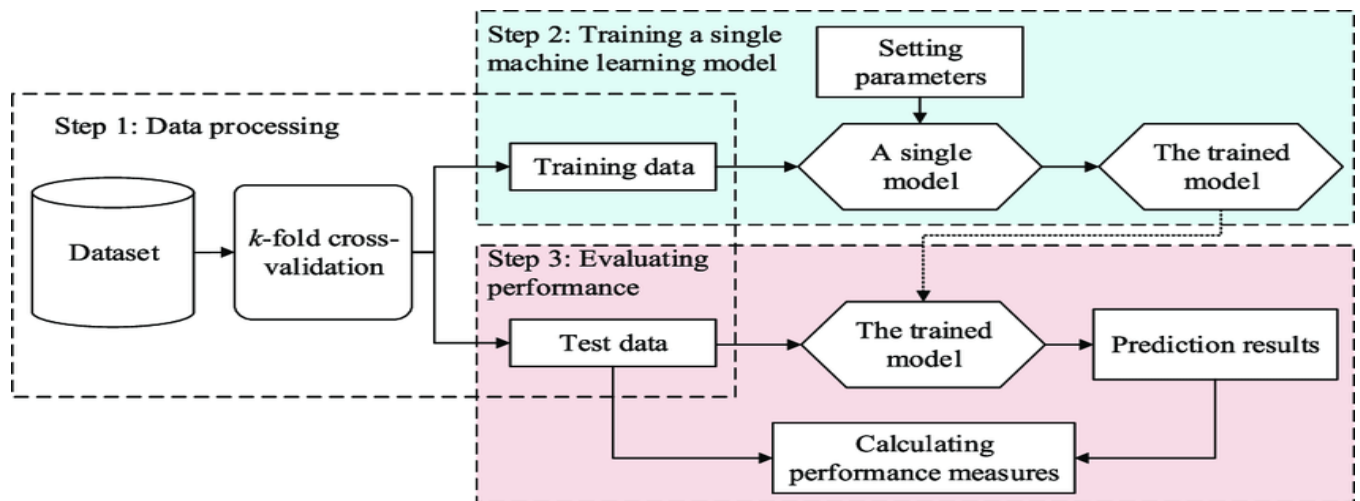 Step 1: Data processing
Dataset
k-fold cross-
validation
Step 2: Training a single
machine learning model
Setting
parameters
Training data
A single
model
The trained
model
Step 3: Evaluating
performance
Test data
The trained
model
Prediction results
Calculating
performance measures